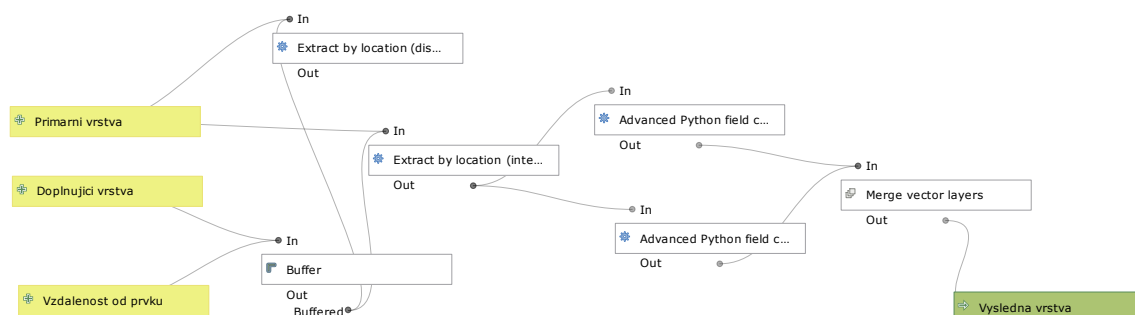 In
Extract by location (dis...
Out
Primarni vrstva
In
Extract by location (inte...
Out
In
Advanced Python field c...
Out
In
Merge vector layers
Out
Doplnujici vrstva
In
Advanced Python field c...
Out
In
Buffer
Out
Buffered
Vzdalenost od prvku
Vysledna vrstva